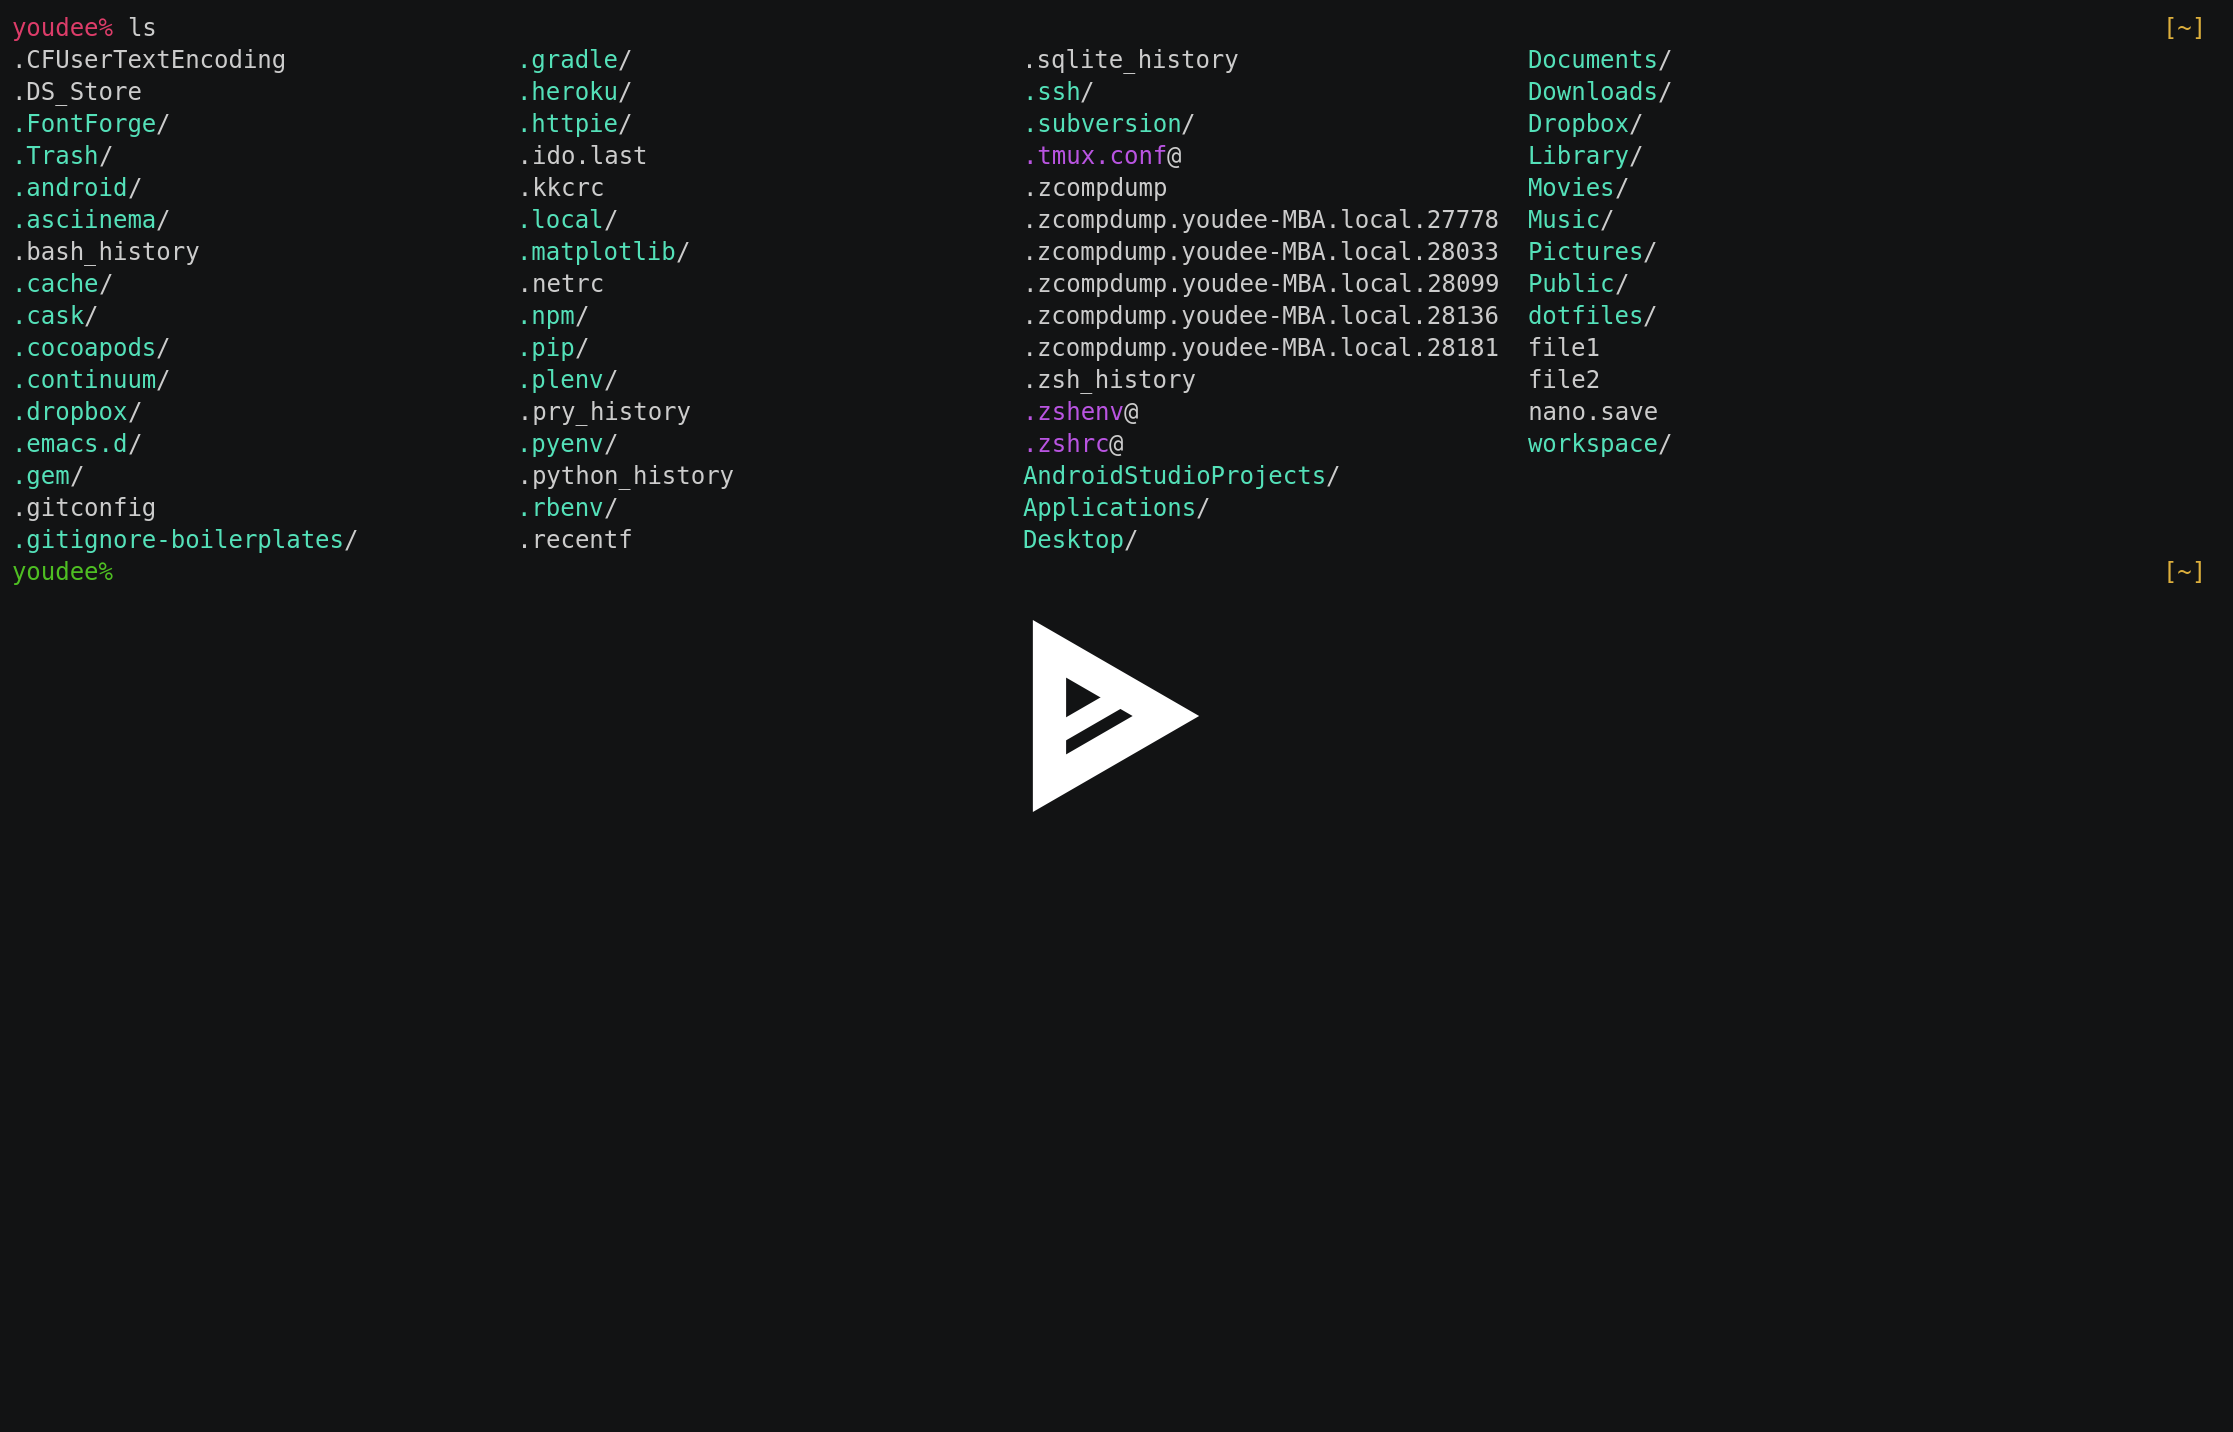 youdee% ls [~]
.CFUserTextEncoding .gradle/ .sqlite_history Documents/
.DS_Store .heroku/ .ssh/ Downloads/
.FontForge/ .httpie/ .subversion/ Dropbox/
.Trash/ .ido.last .tmux.conf@ Library/
.android/ .kkcrc .zcompdump Movies/
.asciinema/ .local/ .zcompdump.youdee-MBA.local.27778 Music/
.bash_history .matplotlib/ .zcompdump.youdee-MBA.local.28033 Pictures/
.cache/ .netrc .zcompdump.youdee-MBA.local.28099 Public/
.cask/ .npm/ .zcompdump.youdee-MBA.local.28136 dotfiles/
.cocoapods/ .pip/ .zcompdump.youdee-MBA.local.28181 file1
.continuum/ .plenv/ .zsh_history file2
.dropbox/ .pry_history .zshenv@ nano.save
.emacs.d/ .pyenv/ .zshrc@ workspace/
.gem/ .python_history AndroidStudioProjects/
.gitconfig .rbenv/ Applications/
.gitignore-boilerplates/ .recentf Desktop/
youdee% [~]